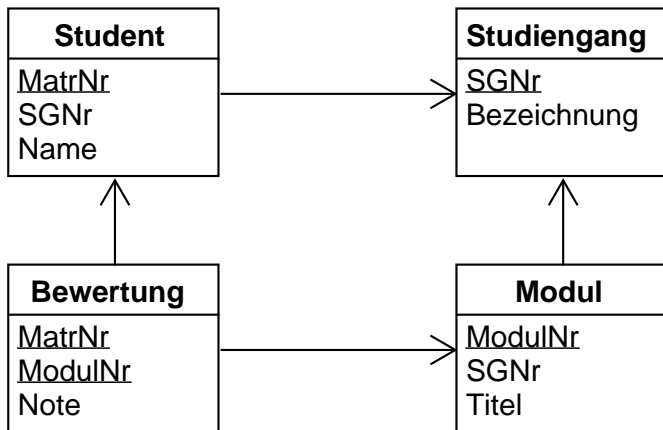 Student
MatrNr
SGNr
Name
Studiengang
SGNr
Bezeichnung
Bewertung
MatrNr
ModulNr
Note
Modul
ModulNr
SGNr
Titel